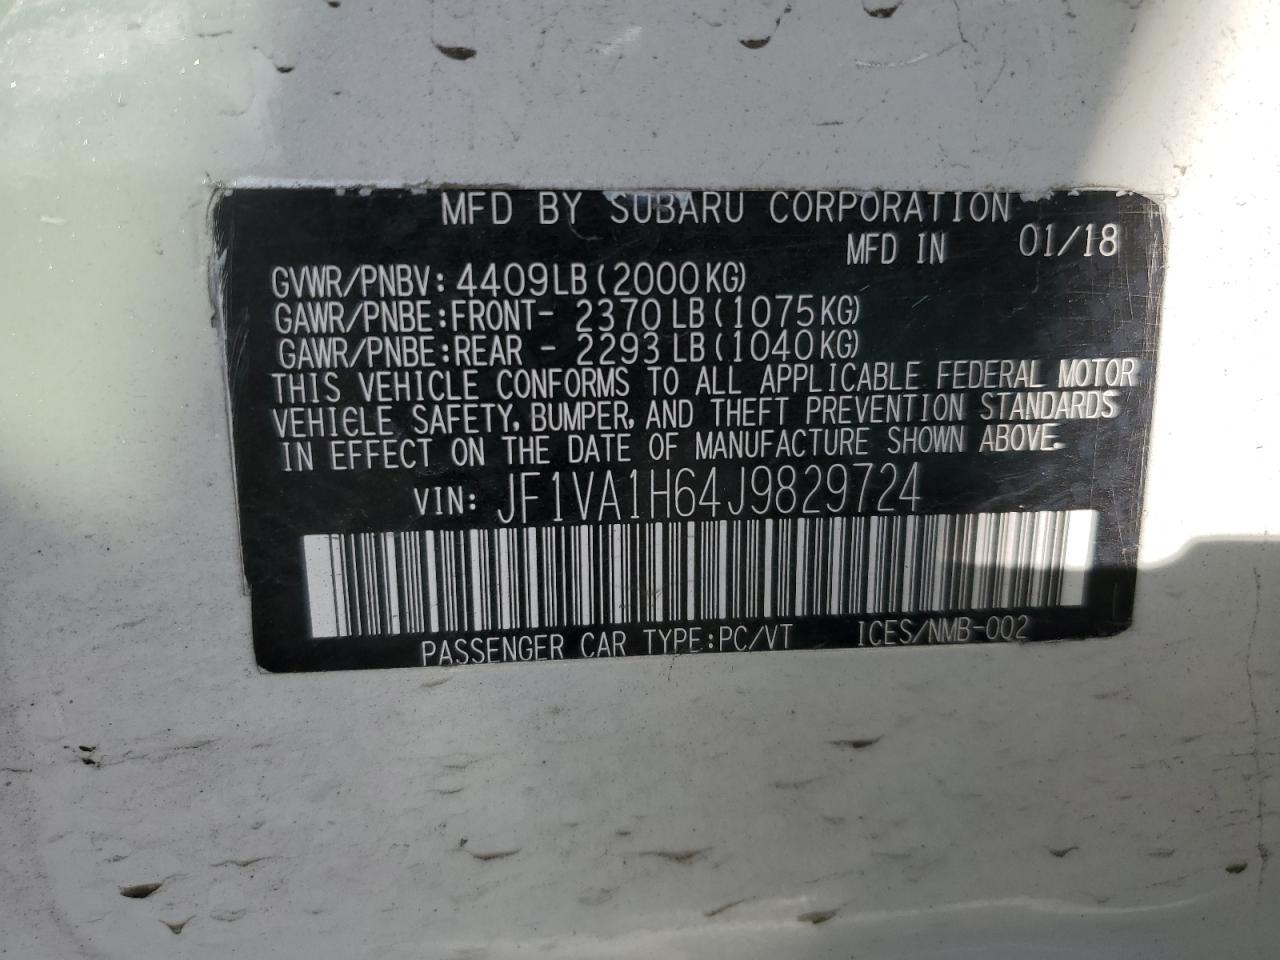 MFD BY SUBARU CORPORATION
MFD IN 01/18
GVWR/PNBV: 4409LB(2000KG)
GAWR/PNBE:FRONT- 2370LB(1075KG)
GAWR/PNBE:REAR - 2293LB(1040KG)
THIS VEHICLE CONFORMS TO ALL APPLICABLE FEDERAL MOTOR
VEHICLE SAFETY, BUMPER, AND THEFT PREVENTION STANDARDS
IN EFFECT ON THE DATE OF MANUFACTURE SHOWN ABOVE.
VIN: JF1VA1H64J9829724
PASSENGER CAR TYPE:PC/VT ICES/NMB-002